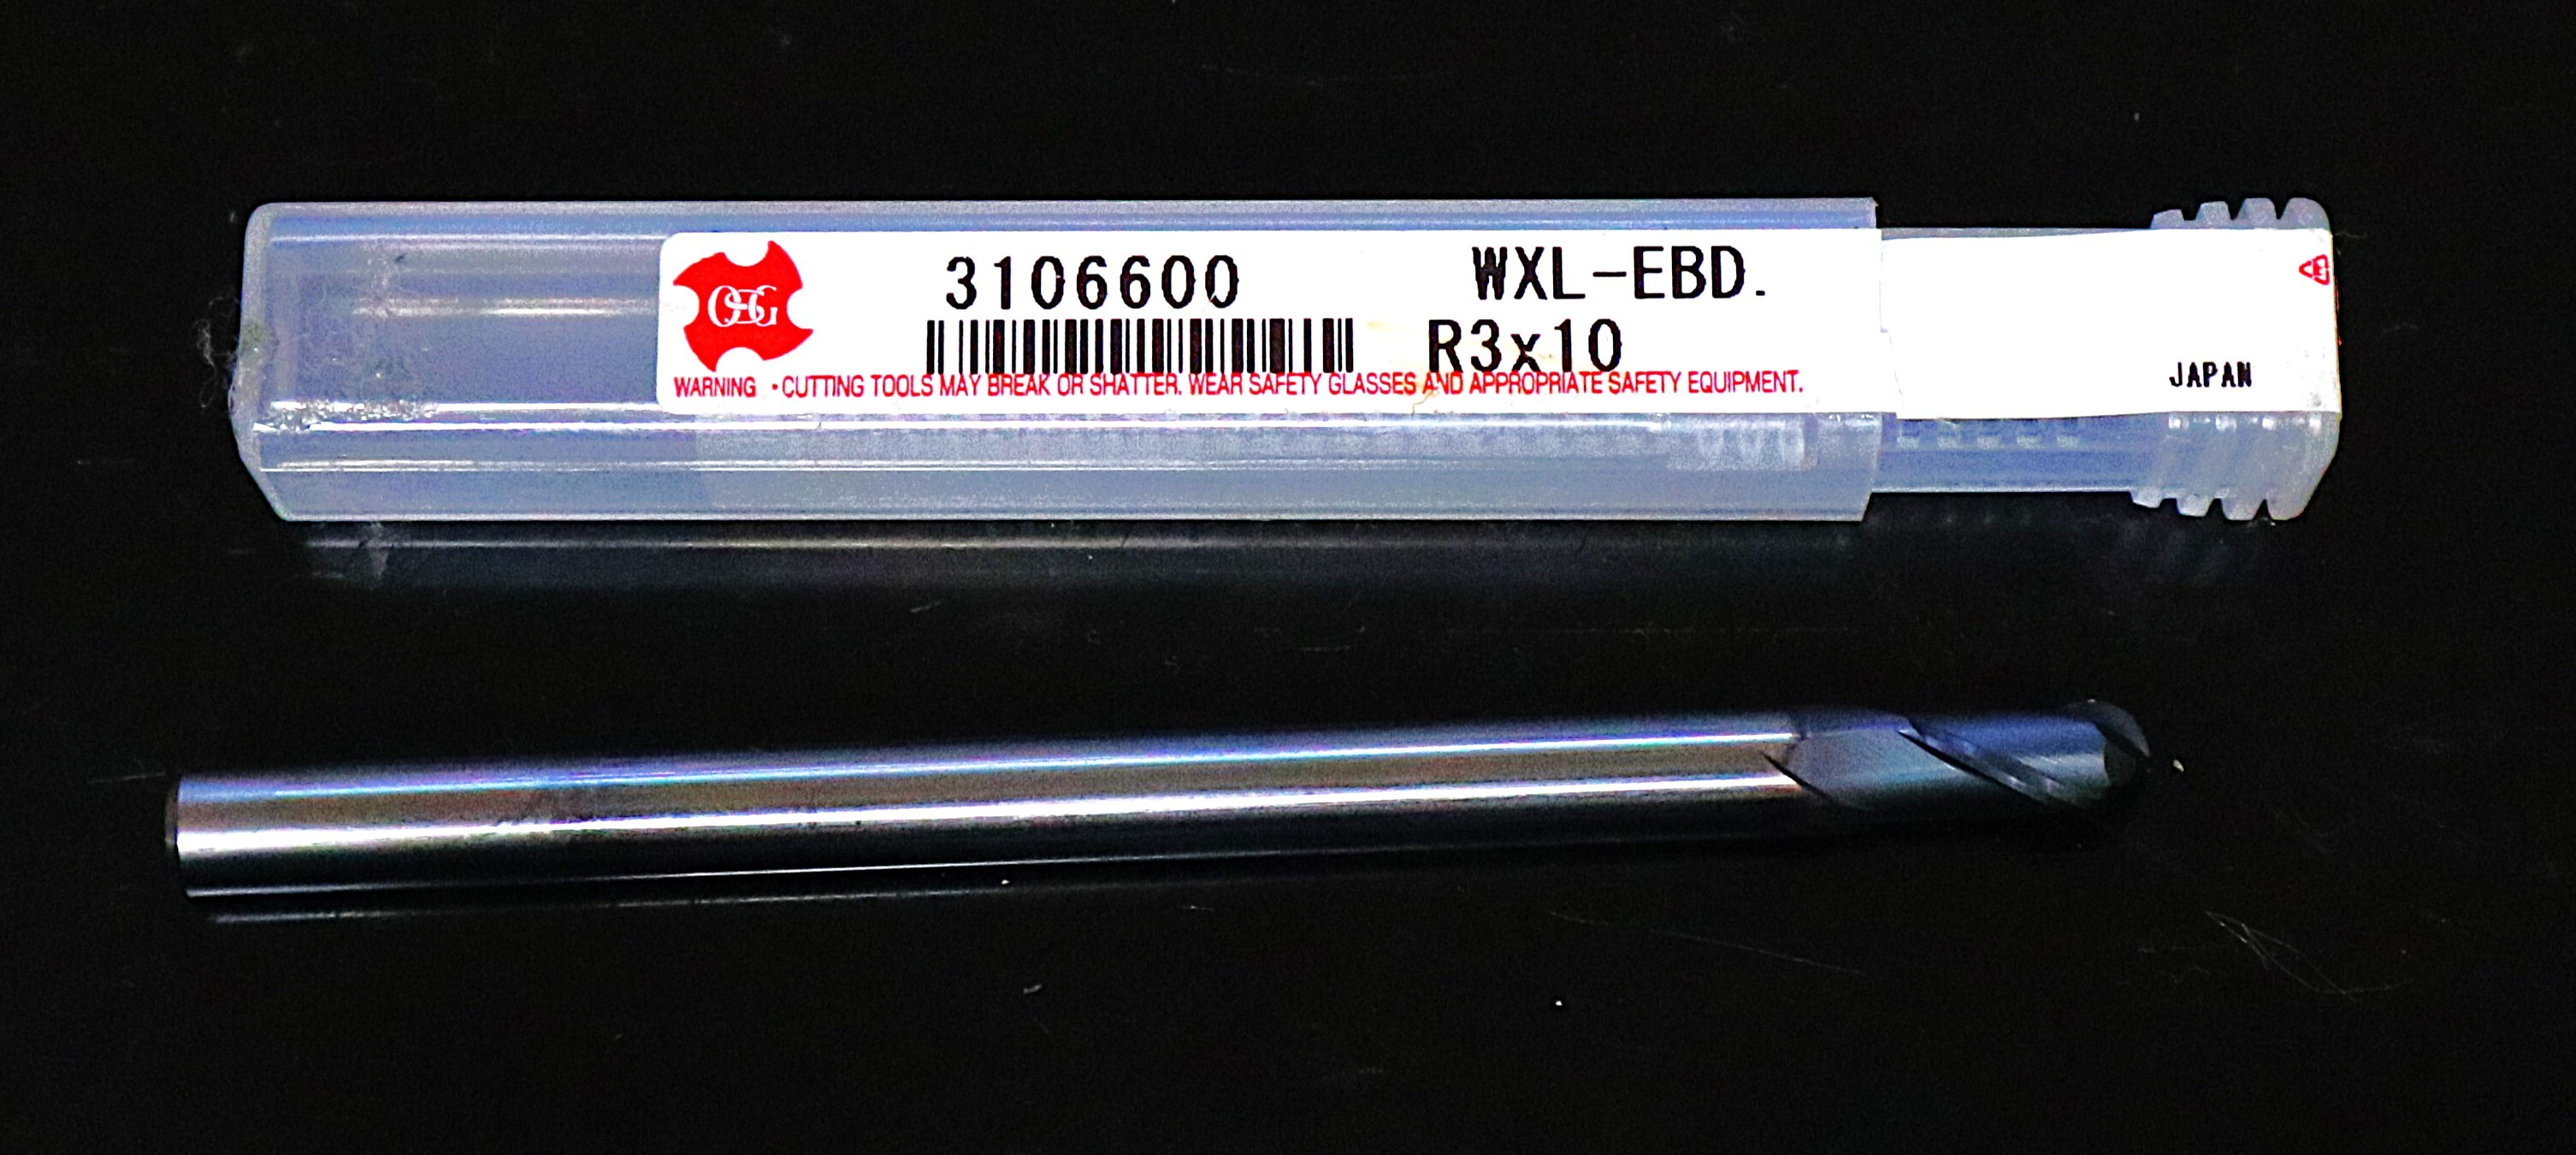 OSG
3106600
WXL-EBD.
R3x10
WARNING ・CUTTING TOOLS MAY BREAK OR SHATTER. WEAR SAFETY GLASSES AND APPROPRIATE SAFETY EQUIPMENT.
JAPAN